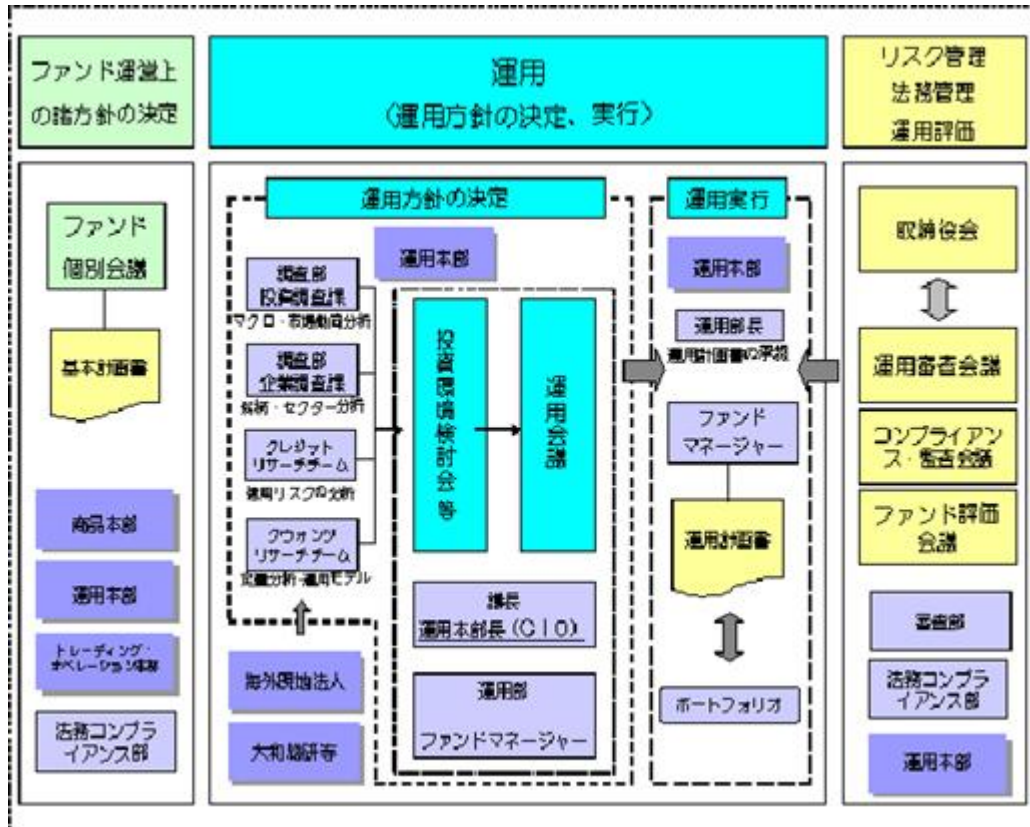 ファンド運営上
の諸方針の決定
運用
(運用方針の決定、実行)
リスク管理
法務管理
運用評価
ファンド
個別会議
基本計画書
商品本部
運用本部
トレーディング・
オペレーション本部
法務コンプラ
イアンス部
運用方針の決定
運用本部
調査部
投資調査課
マクロ・市場動向分析
調査部
企業調査課
銘柄・セクター分析
クレジット
リサーチチーム
信用リスクの分析
クウォンツ
リサーチチーム
定量分析・運用モデル
海外現地法人
大和総研等
投資環境検討会等
運用会議
議長
運用本部長(CIO)
運用部
ファンドマネージャー
運用実行
運用本部
運用部長
運用計画書の承認
ファンド
マネージャー
運用計画書
ポートフォリオ
取締役会
運用審査会議
コンプライアン
ス・監査会議
ファンド評価
会議
審査部
法務コンプラ
イアンス部
運用本部